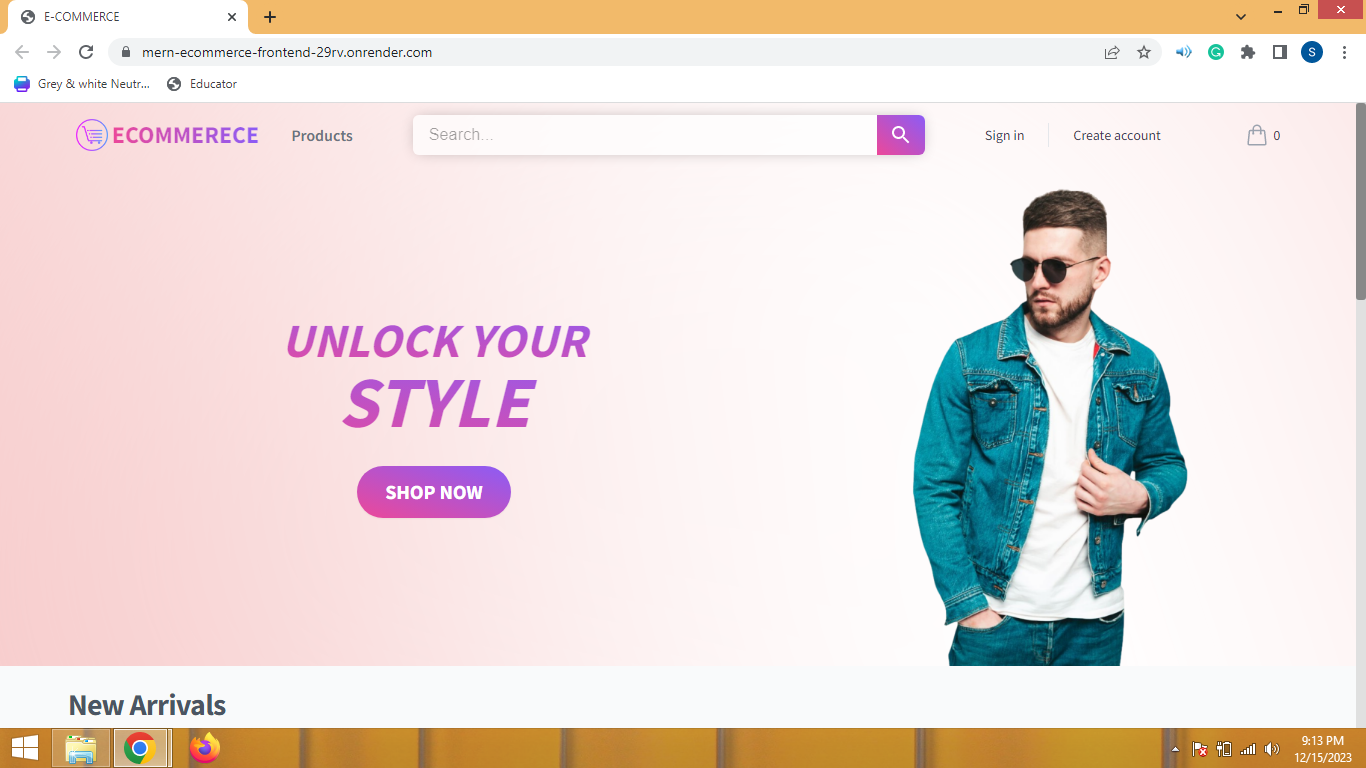 E-COMMERCE
mern-ecommerce-frontend-29rv.onrender.com
S
Grey & white Neutr...
Educator
ECOMMERECE
Products
Search...
Sign in
Create account
0
UNLOCK YOUR
STYLE
SHOP NOW
New Arrivals
9:13 PM
12/15/2023